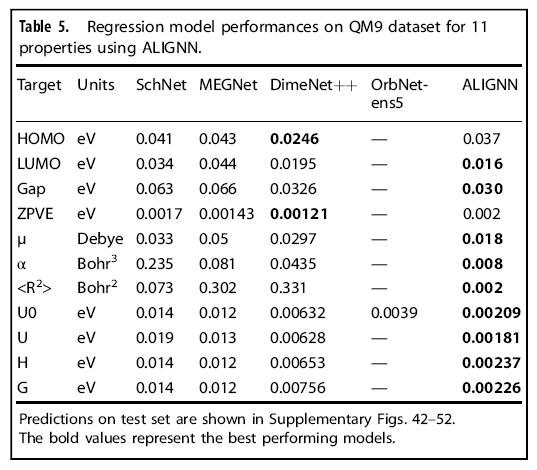 Table 5. Regression model performances on QM9 dataset for 11
properties using ALIGNN.
Target Units SchNet MEGNet DimeNet++ OrbNet- ALIGNN
ens5
HOMO eV 0.041 0.043 0.0246 — 0.037
LUMO eV 0.034 0.044 0.0195 — 0.016
Gap eV 0.063 0.066 0.0326 — 0.030
ZPVE eV 0.0017 0.00143 0.00121 — 0.002
μ Debye 0.033 0.05 0.0297 — 0.018
α Bohr³ 0.235 0.081 0.0435 — 0.008
<R²> Bohr² 0.073 0.302 0.331 — 0.002
U0 eV 0.014 0.012 0.00632 0.0039 0.00209
U eV 0.019 0.013 0.00628 — 0.00181
H eV 0.014 0.012 0.00653 — 0.00237
G eV 0.014 0.012 0.00756 — 0.00226
Predictions on test set are shown in Supplementary Figs. 42–52.
The bold values represent the best performing models.